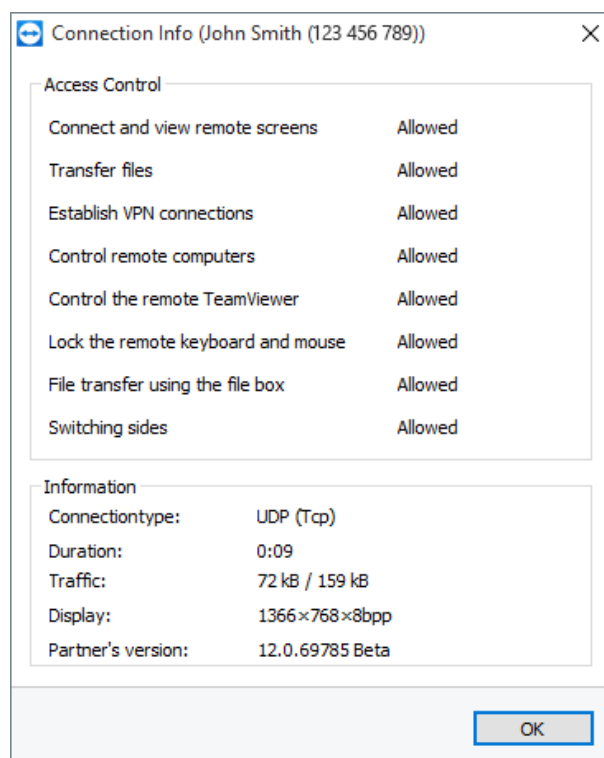 Connection Info (John Smith (123 456 789))
Access Control
Connect and view remote screens Allowed
Transfer files Allowed
Establish VPN connections Allowed
Control remote computers Allowed
Control the remote TeamViewer Allowed
Lock the remote keyboard and mouse Allowed
File transfer using the file box Allowed
Switching sides Allowed
Information
Connectiontype: UDP (Tcp)
Duration: 0:09
Traffic: 72 kB / 159 kB
Display: 1366×768×8bpp
Partner's version: 12.0.69785 Beta
OK